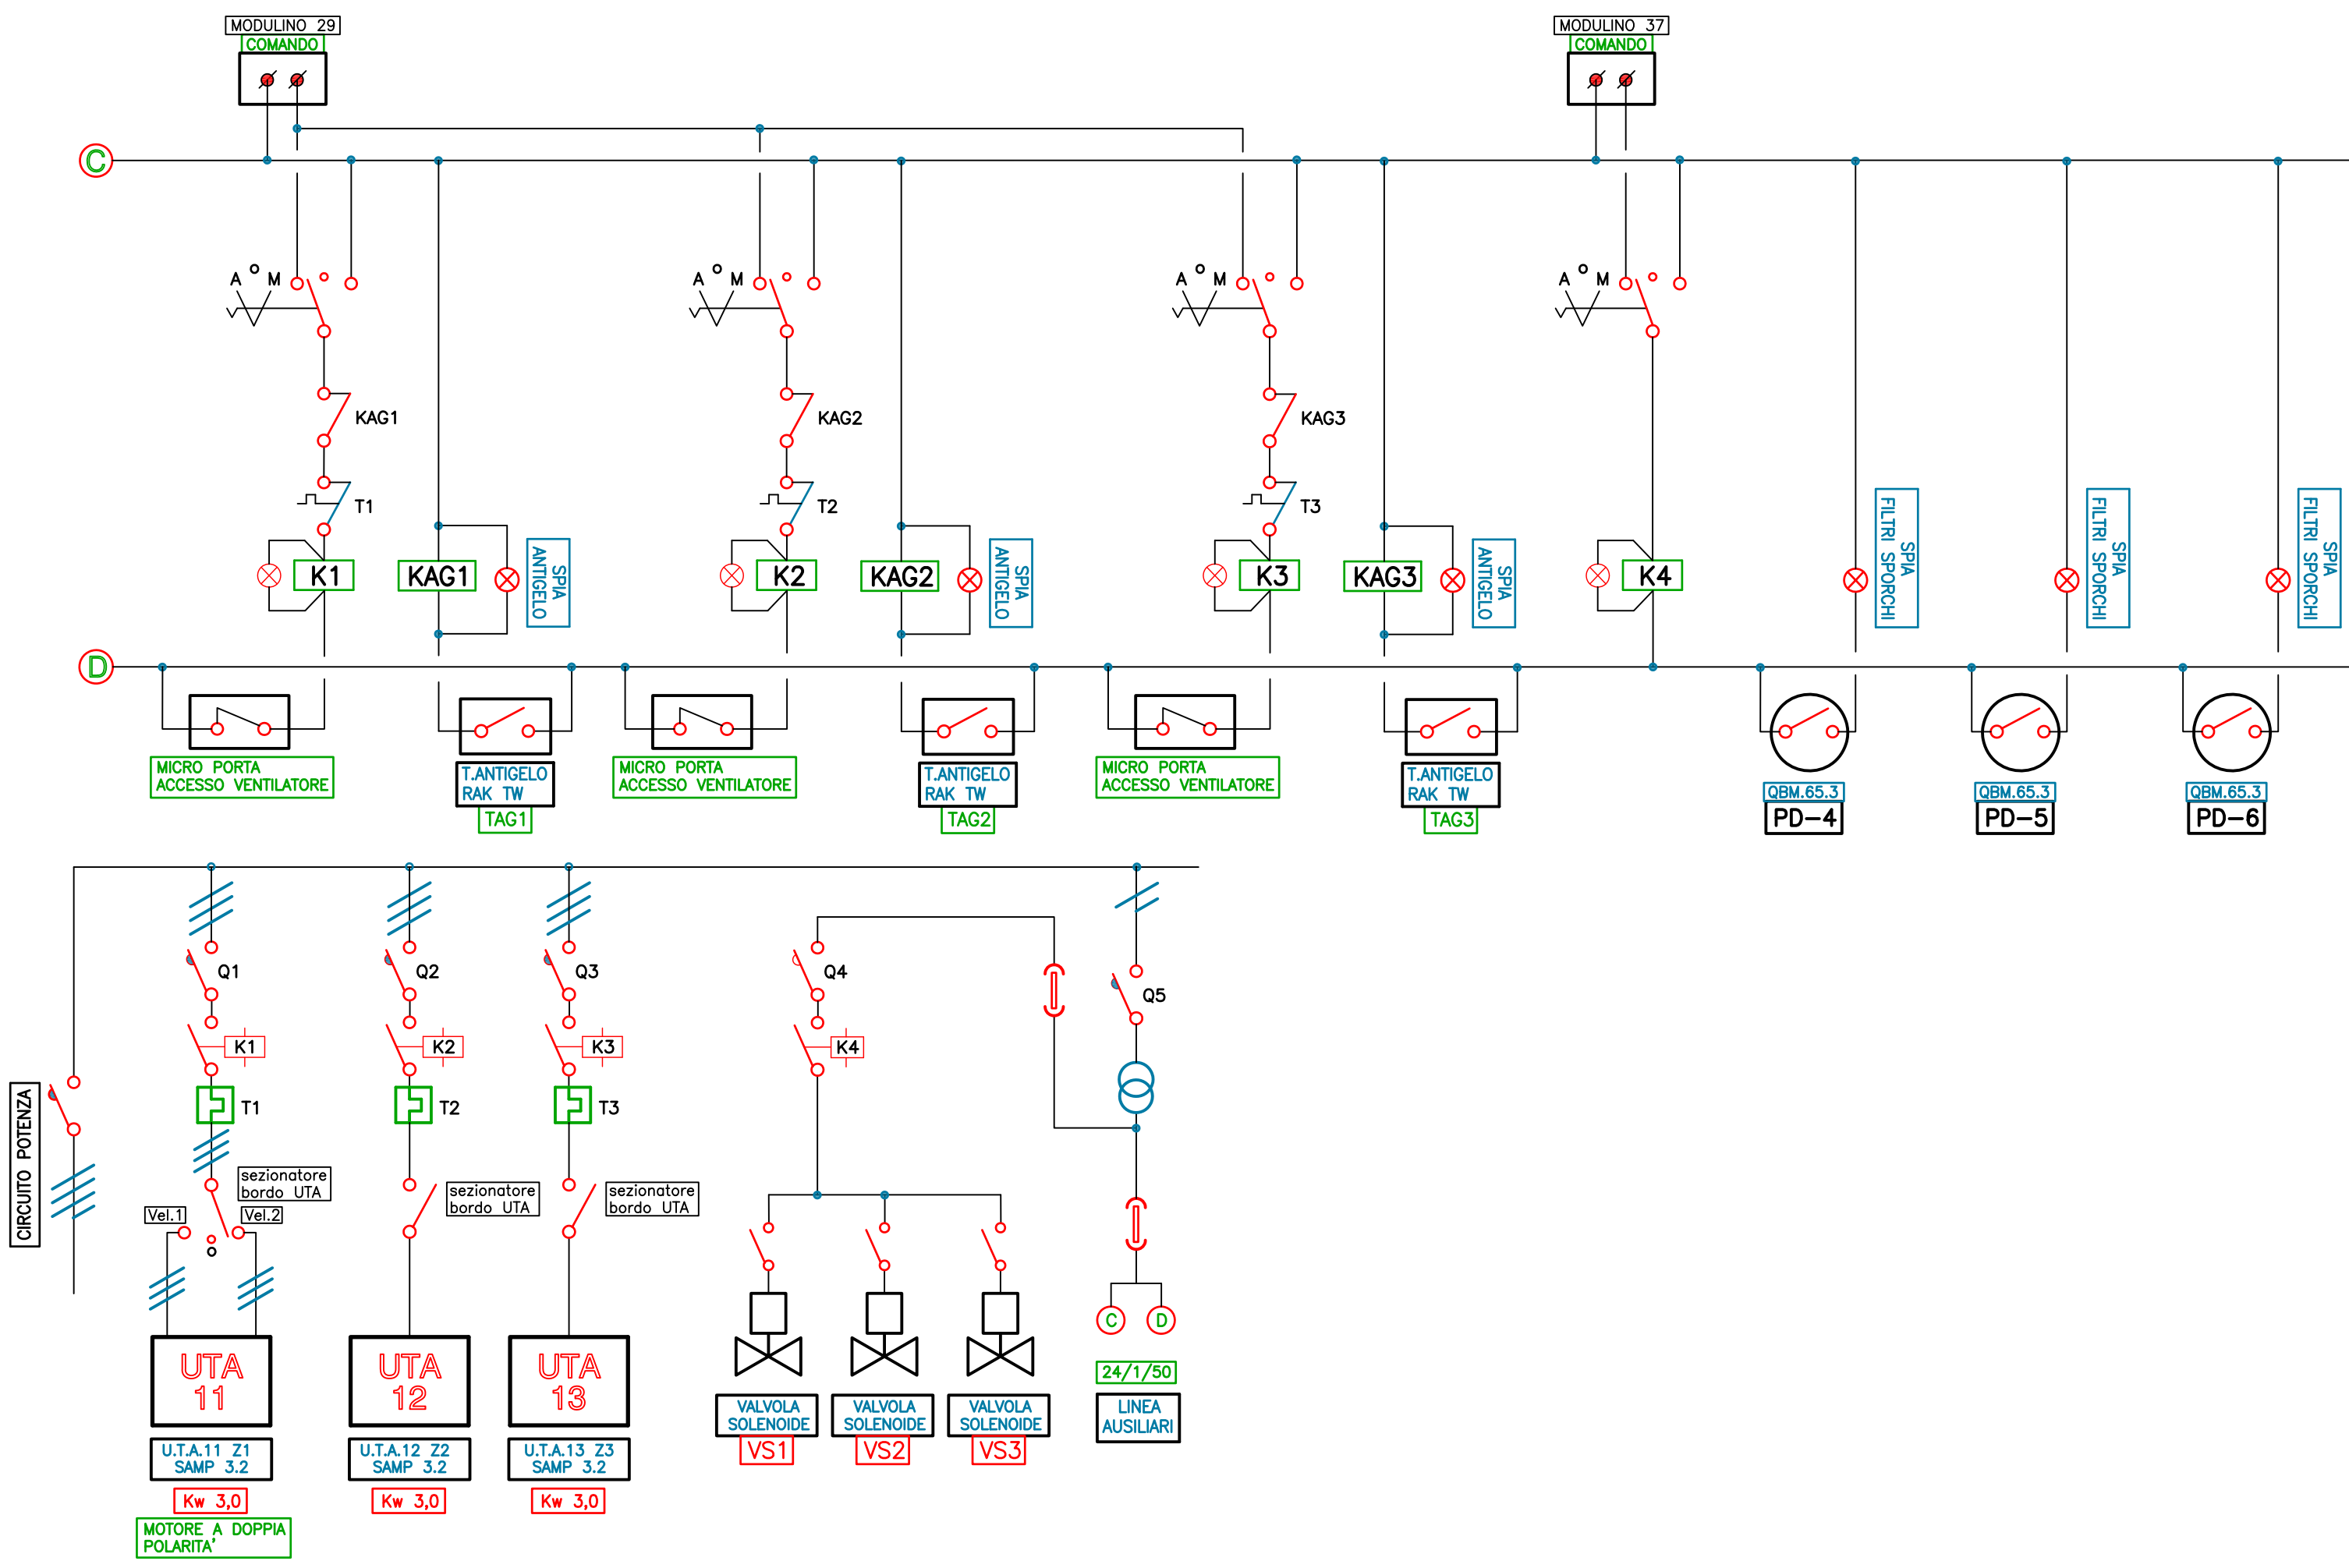 MODULINO 29
COMANDO
MODULINO 37
COMANDO
C
A O M
A O M
A O M
A O M
KAG1
KAG2
KAG3
T1
T2
T3
K1
KAG1
SPIA
ANTIGELO
K2
KAG2
SPIA
ANTIGELO
K3
KAG3
SPIA
ANTIGELO
K4
SPIA
FILTRI SPORCHI
SPIA
FILTRI SPORCHI
SPIA
FILTRI SPORCHI
D
MICRO PORTA
ACCESSO VENTILATORE
T.ANTIGELO
RAK TW
TAG1
MICRO PORTA
ACCESSO VENTILATORE
T.ANTIGELO
RAK TW
TAG2
MICRO PORTA
ACCESSO VENTILATORE
T.ANTIGELO
RAK TW
TAG3
QBM.65.3
PD-4
QBM.65.3
PD-5
QBM.65.3
PD-6
CIRCUITO POTENZA
Q1
Q2
Q3
Q4
Q5
K1
K2
K3
K4
T1
T2
T3
sezionatore
bordo UTA
Vel.1
Vel.2
O
sezionatore
bordo UTA
sezionatore
bordo UTA
UTA
11
U.T.A.11 Z1
SAMP 3.2
Kw 3,0
MOTORE A DOPPIA
POLARITA'
UTA
12
U.T.A.12 Z2
SAMP 3.2
Kw 3,0
UTA
13
U.T.A.13 Z3
SAMP 3.2
Kw 3,0
VALVOLA
SOLENOIDE
VS1
VALVOLA
SOLENOIDE
VS2
VALVOLA
SOLENOIDE
VS3
C
D
24/1/50
LINEA
AUSILIARI